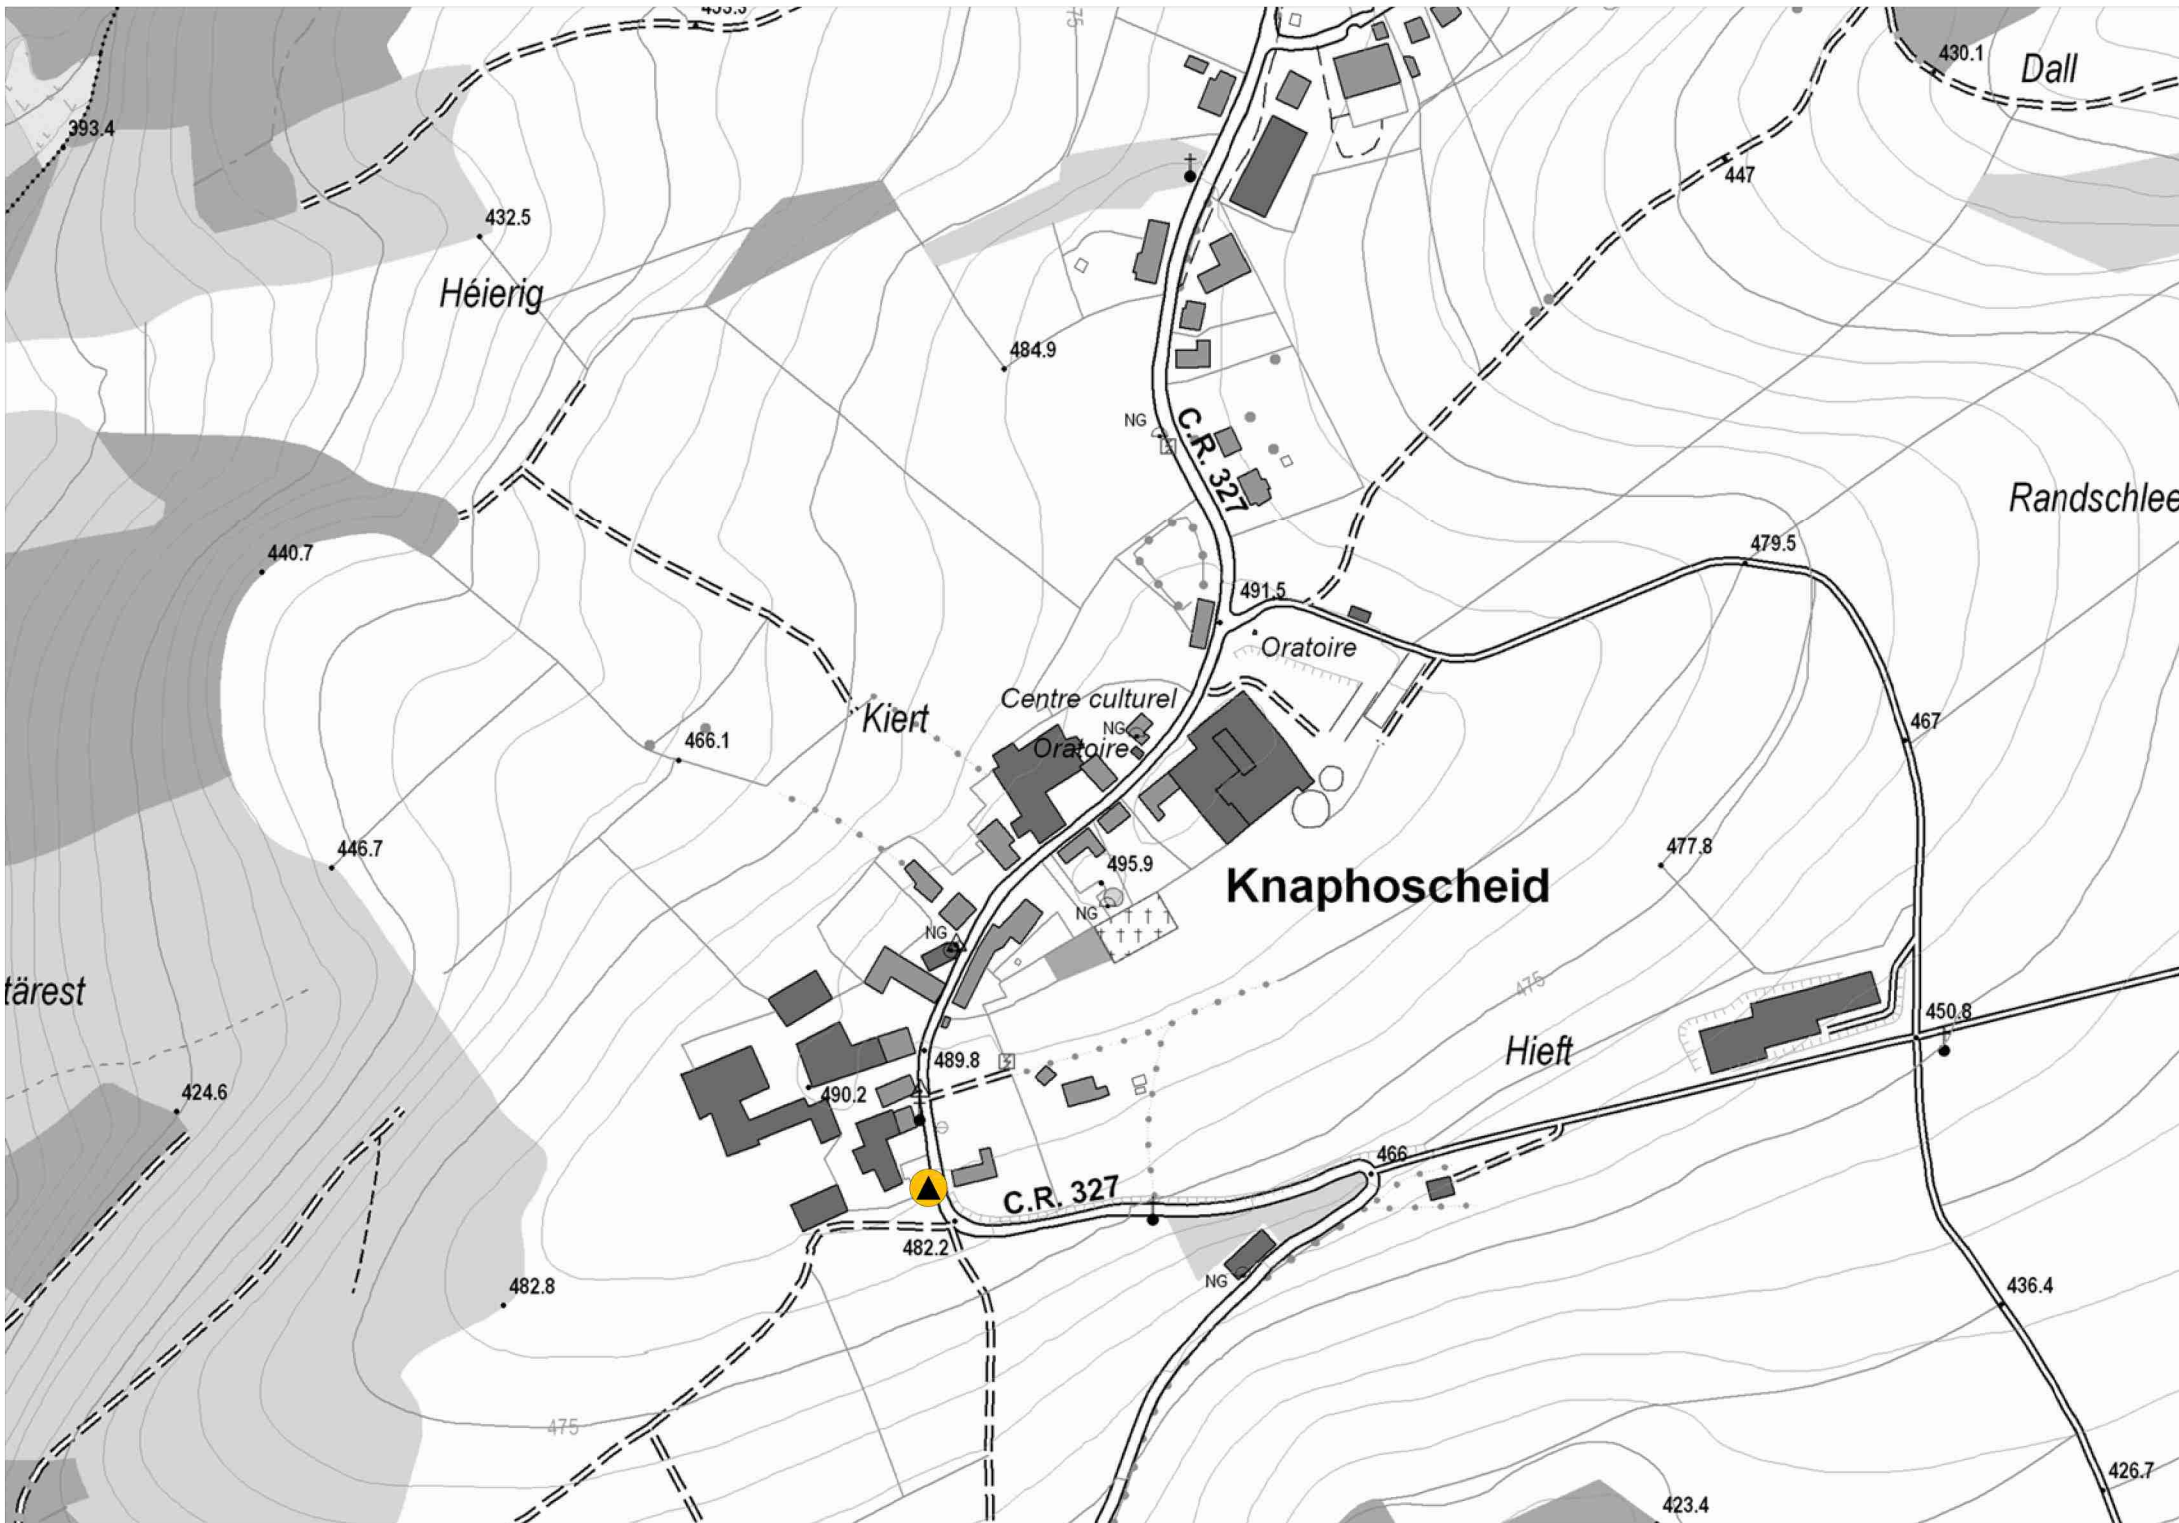 75
430.1
Dall
393.4
447
432.5
Héierig
484.9
NG
C.R. 327
Randschlee
440.7
479.5
491.5
Oratoire
Centre culturel
Kiert
NG
467
466.1
Oratoire
446.7
477.8
495.9
Knaphoscheid
NG
NG
tärest
475
450.8
Hieft
489.8
424.6
490.2
466
C.R. 327
482.2
NG
482.8
436.4
475
426.7
423.4